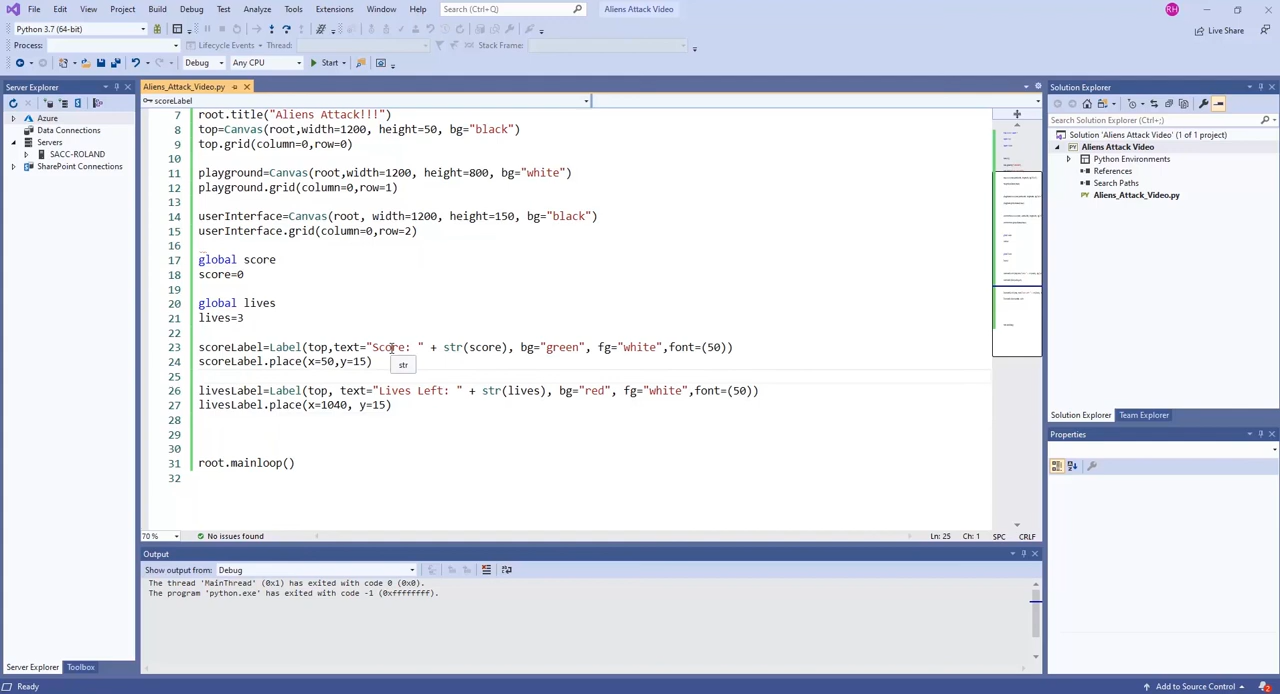 File Edit View Project Build Debug Test Analyze Tools Extensions Window Help Search (Ctrl+Q) Aliens Attack Video RH
Python 3.7 (64-bit) Live Share
Process: Lifecycle Events Thread: Stack Frame:
Debug Any CPU Start
Server Explorer
Azure
Data Connections
Servers
SACC-ROLAND
SharePoint Connections
Aliens_Attack_Video.py
scoreLabel
7 root.title("Aliens Attack!!!")
8 top=Canvas(root,width=1200, height=50, bg="black")
9 top.grid(column=0,row=0)
10
11 playground=Canvas(root,width=1200, height=800, bg="white")
12 playground.grid(column=0,row=1)
13
14 userInterface=Canvas(root, width=1200, height=150, bg="black")
15 userInterface.grid(column=0,row=2)
16
17 global score
18 score=0
19
20 global lives
21 lives=3
22
23 scoreLabel=Label(top,text="Score: " + str(score), bg="green", fg="white",font=(50))
24 scoreLabel.place(x=50,y=15)
str
25
26 livesLabel=Label(top, text="Lives Left: " + str(lives), bg="red", fg="white",font=(50))
27 livesLabel.place(x=1040, y=15)
28
29
30
31 root.mainloop()
32
70 % No issues found Ln: 25 Ch: 1 SPC CRLF
Output
Show output from: Debug
The thread 'MainThread' (0x1) has exited with code 0 (0x0).
The program 'python.exe' has exited with code -1 (0xffffffff).
Solution Explorer
Search Solution Explorer (Ctrl+;)
Solution 'Aliens Attack Video' (1 of 1 project)
Aliens Attack Video
Python Environments
References
Search Paths
Aliens_Attack_Video.py
Solution Explorer Team Explorer
Properties
Server Explorer Toolbox
Ready Add to Source Control 2